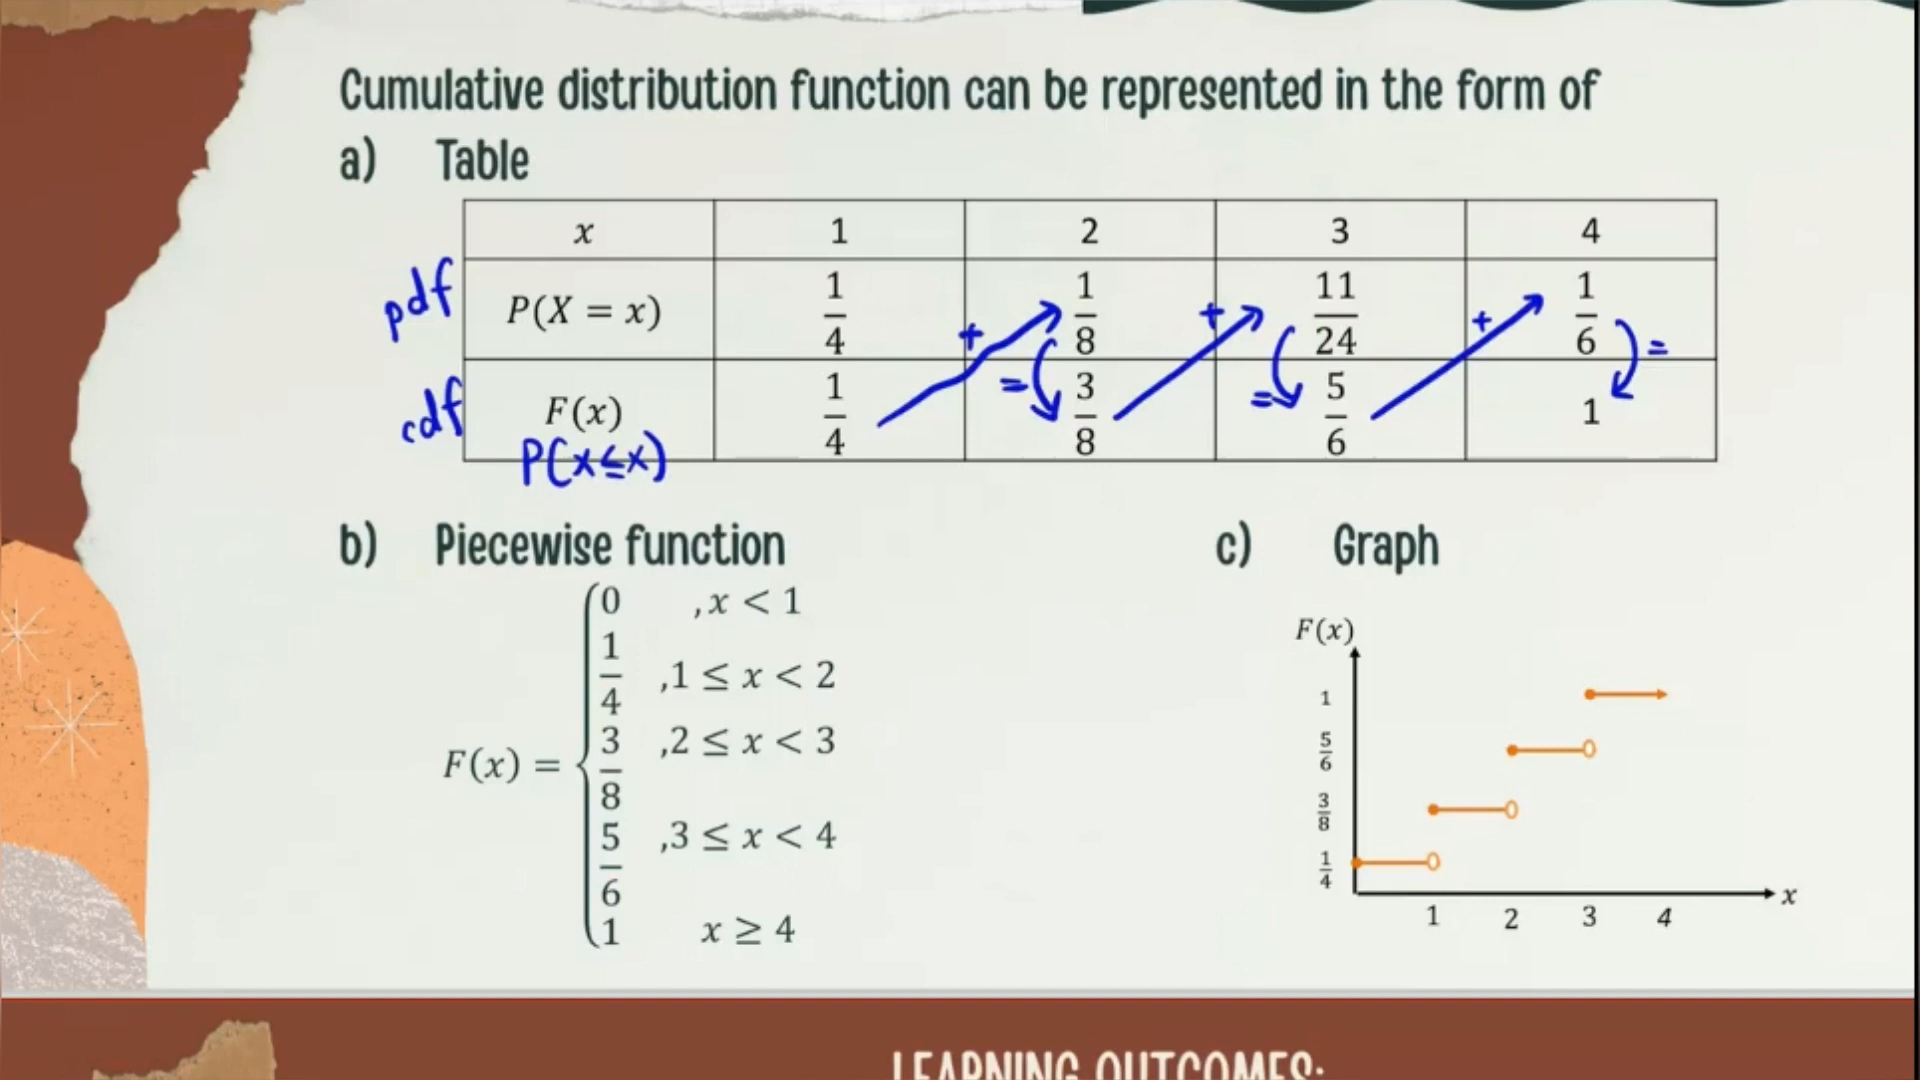 Cumulative distribution function can be represented in the form of
a) Table
x 1 2 3 4
pdf P(X = x) 1/4 + 1/8 + 11/24 + 1/6 =
cdf F(x) 1/4 = 3/8 = 5/6 1
P(X≤x)
b) Piecewise function
c) Graph
F(x) = { 0 , x < 1
1/4 , 1 ≤ x < 2
3/8 , 2 ≤ x < 3
5/6 , 3 ≤ x < 4
1 x ≥ 4
F(x)
1
5/6
3/8
1/4
1 2 3 4 x
LEARNING OUTCOMES: